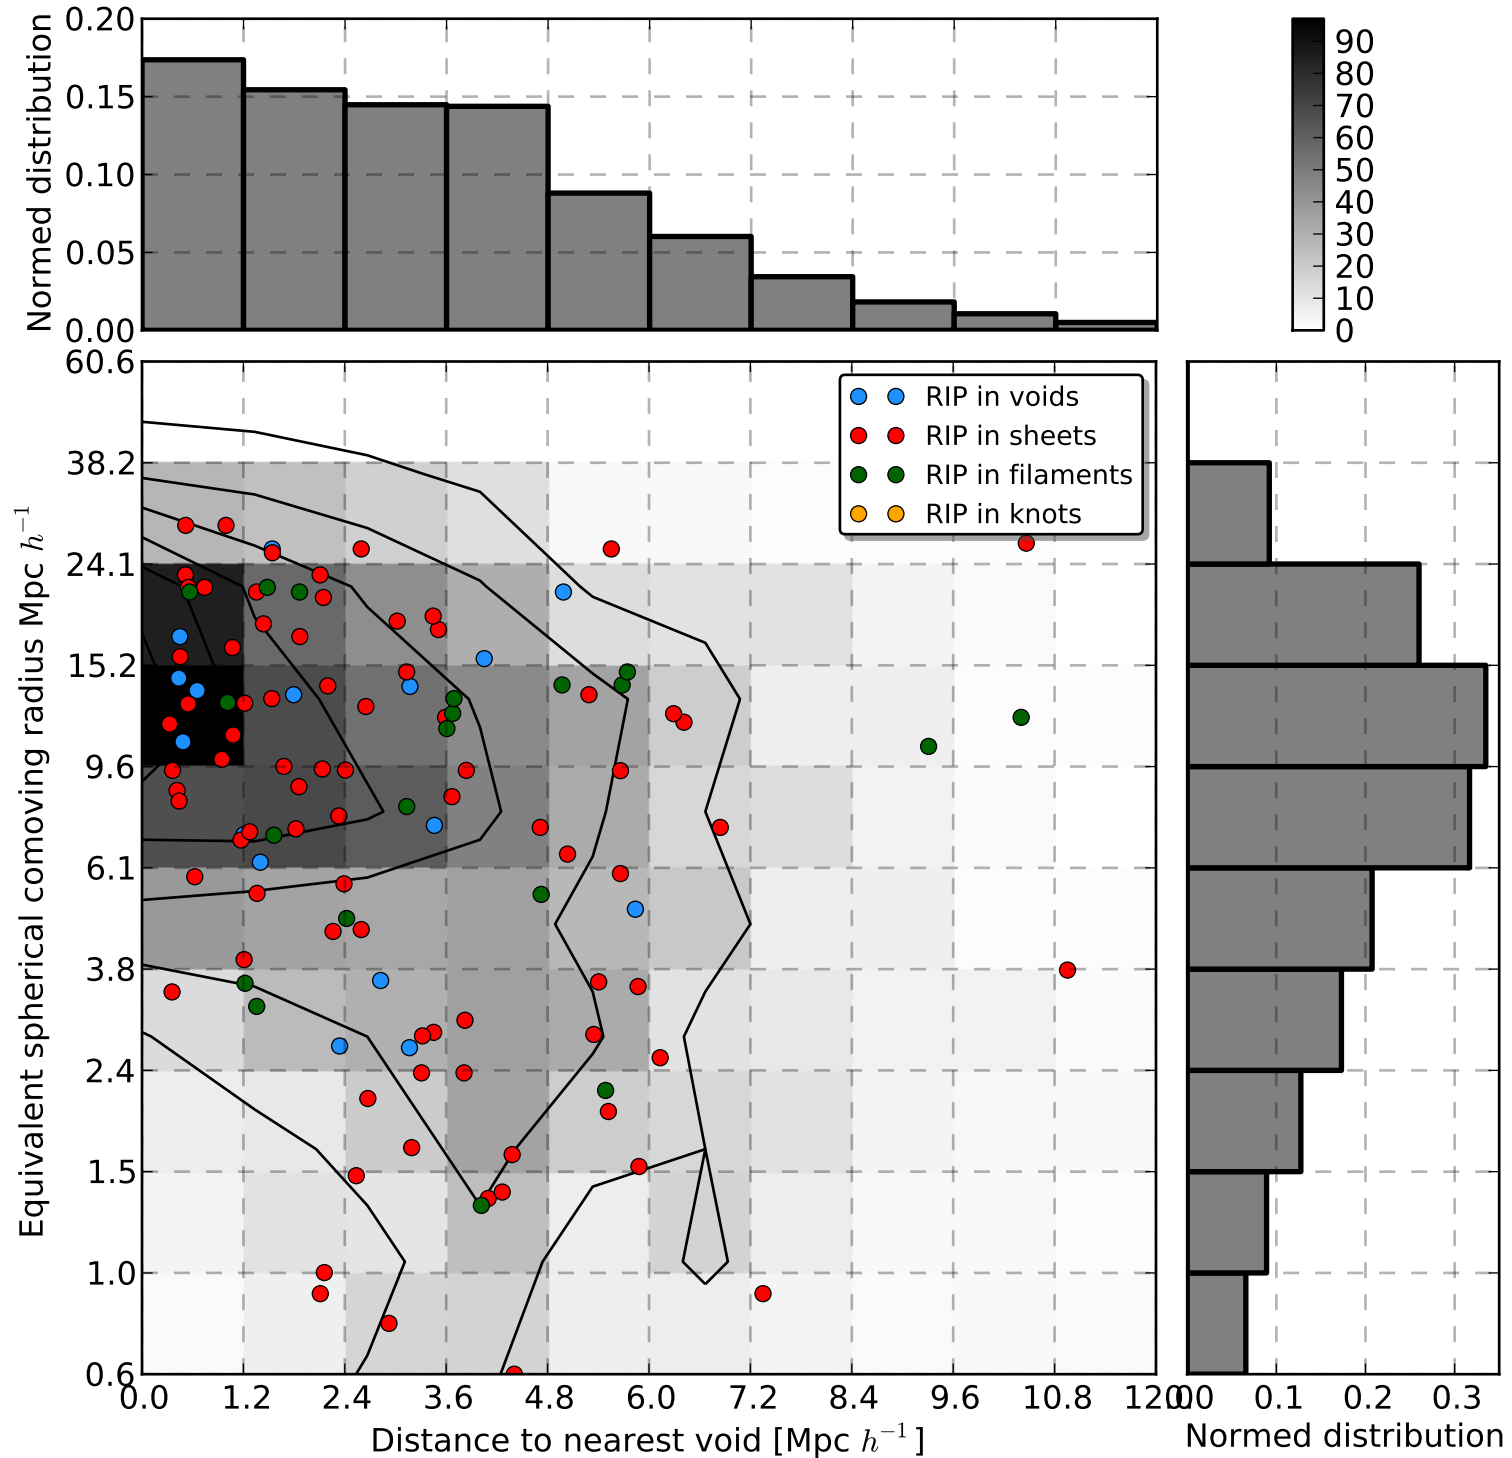 0.20
0.15
0.10
0.05
0.00
Normed distribution
90
80
70
60
50
40
30
20
10
0
60.6
38.2
24.1
15.2
9.6
6.1
3.8
2.4
1.5
1.0
0.6
Equivalent spherical comoving radius Mpc h⁻¹
RIP in voids
RIP in sheets
RIP in filaments
RIP in knots
0.0 1.2 2.4 3.6 4.8 6.0 7.2 8.4 9.6 10.8 12.0
Distance to nearest void [Mpc h⁻¹]
0.0 0.1 0.2 0.3
Normed distribution